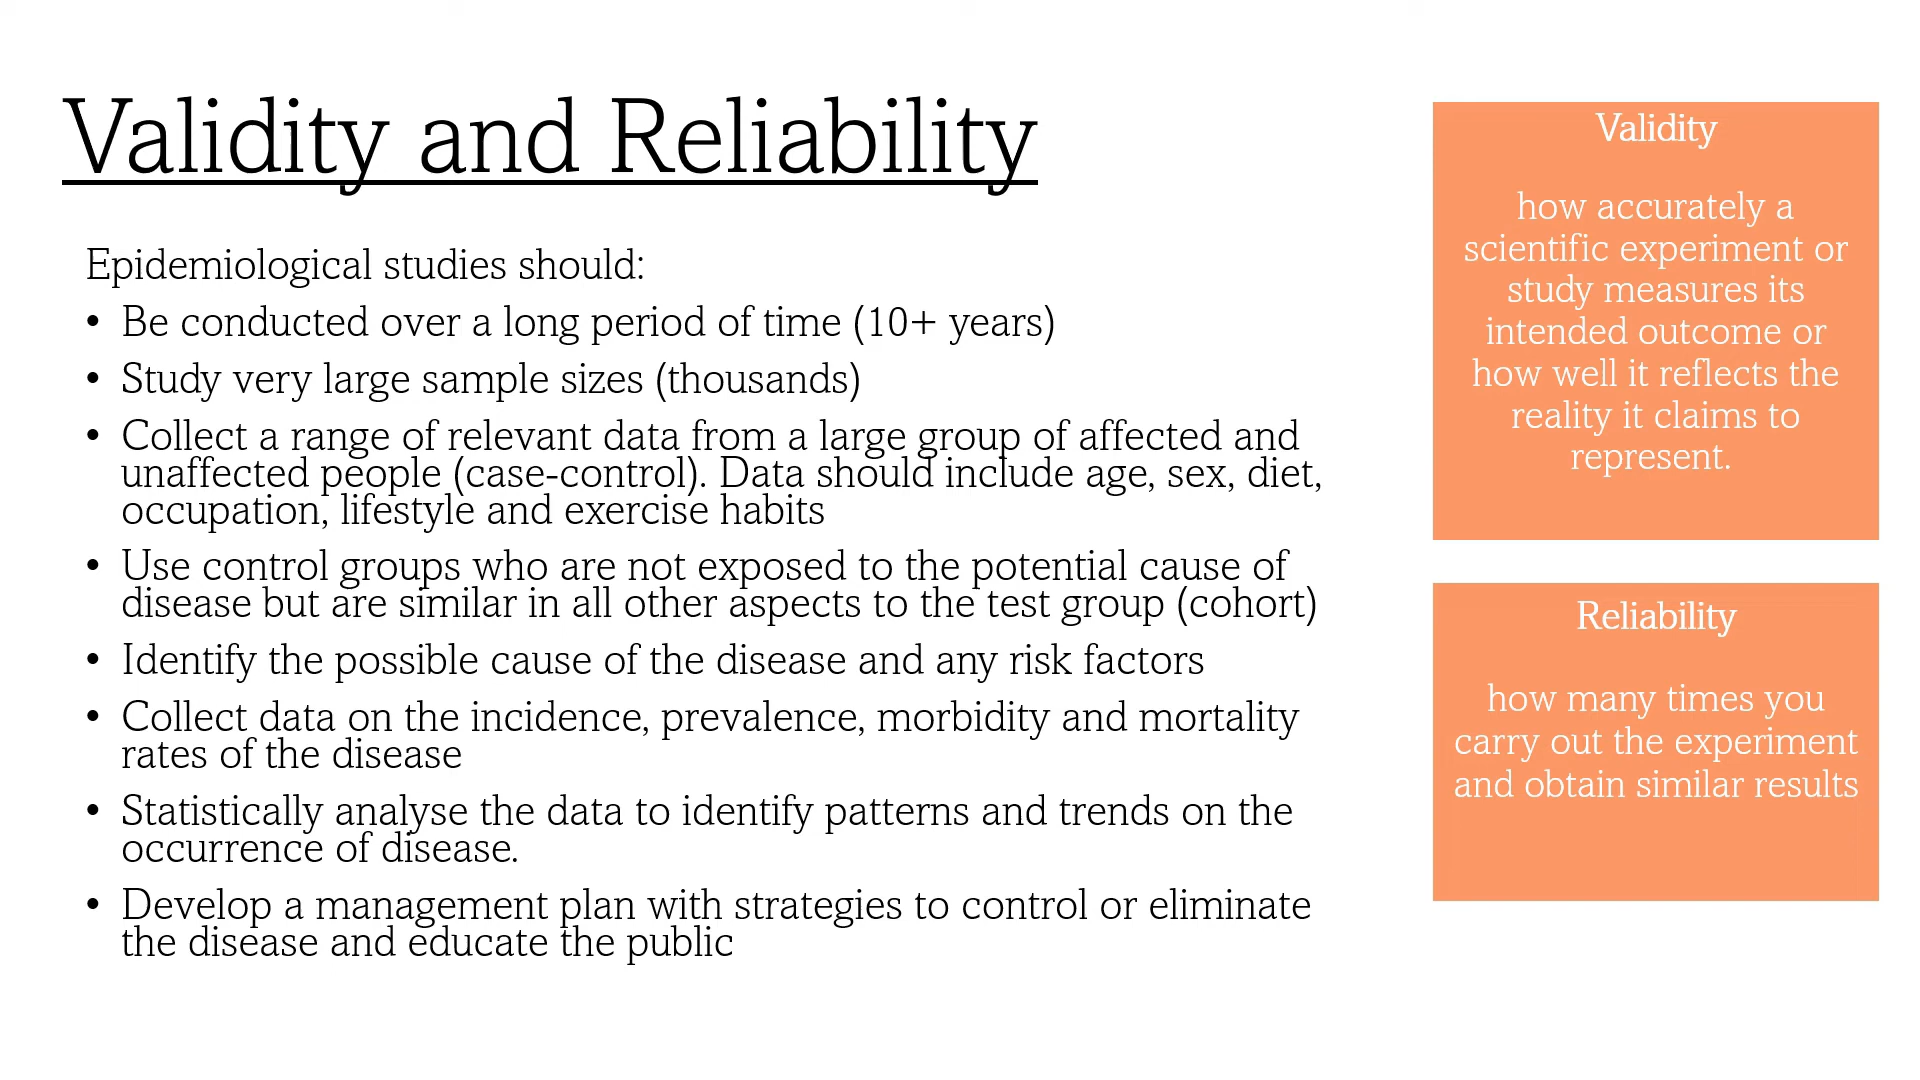 Validity and Reliability
Epidemiological studies should:
• Be conducted over a long period of time (10+ years)
• Study very large sample sizes (thousands)
• Collect a range of relevant data from a large group of affected and
unaffected people (case-control). Data should include age, sex, diet,
occupation, lifestyle and exercise habits
• Use control groups who are not exposed to the potential cause of
disease but are similar in all other aspects to the test group (cohort)
• Identify the possible cause of the disease and any risk factors
• Collect data on the incidence, prevalence, morbidity and mortality
rates of the disease
• Statistically analyse the data to identify patterns and trends on the
occurrence of disease.
• Develop a management plan with strategies to control or eliminate
the disease and educate the public
Validity
how accurately a
scientific experiment or
study measures its
intended outcome or
how well it reflects the
reality it claims to
represent.
Reliability
how many times you
carry out the experiment
and obtain similar results